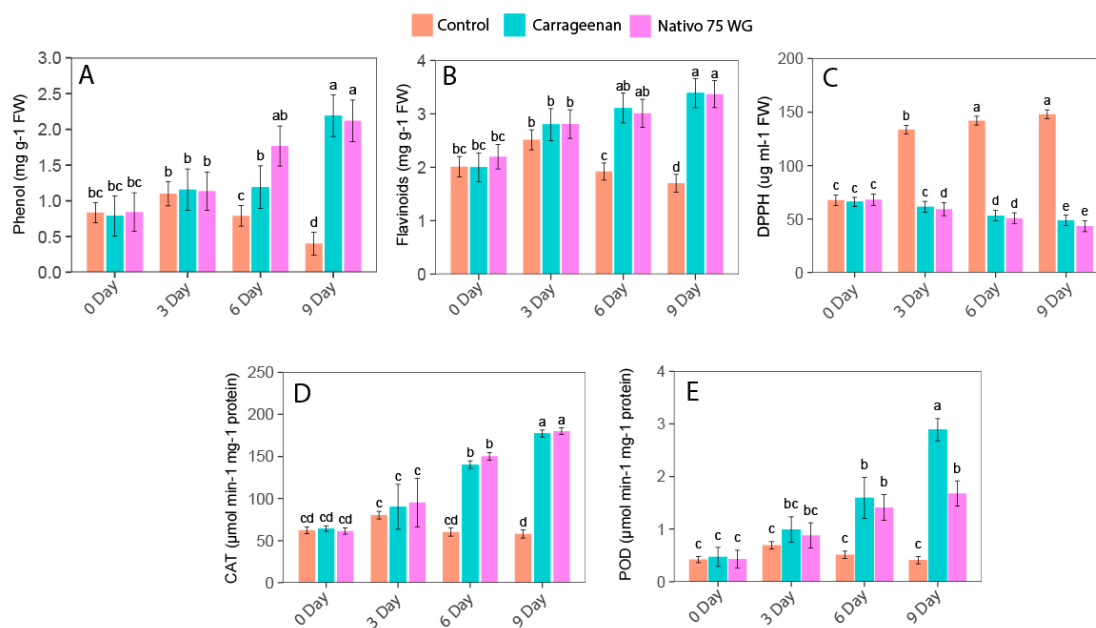 Control Carrageenan Nativo 75 WG
A
Phenol (mg g-1 FW)
3.0
2.5
2.0
1.5
1.0
0.5
0.0
bc bc bc
b b b
c b ab
d a a
0 Day 3 Day 6 Day 9 Day
B
Flavinoids (mg g-1 FW)
4
3
2
1
0
bc bc bc
b b b
c ab ab
d a a
0 Day 3 Day 6 Day 9 Day
C
DPPH (ug ml-1 FW)
200
150
100
50
0
c c c
b c d
a d d
a e e
0 Day 3 Day 6 Day 9 Day
D
CAT (μmol min-1 mg-1 protein)
250
200
150
100
50
0
cd cd cd
c c c
cd b b
d a a
0 Day 3 Day 6 Day 9 Day
E
POD (μmol min-1 mg-1 protein)
4
3
2
1
0
c c c
c bc bc
c b b
c a b
0 Day 3 Day 6 Day 9 Day